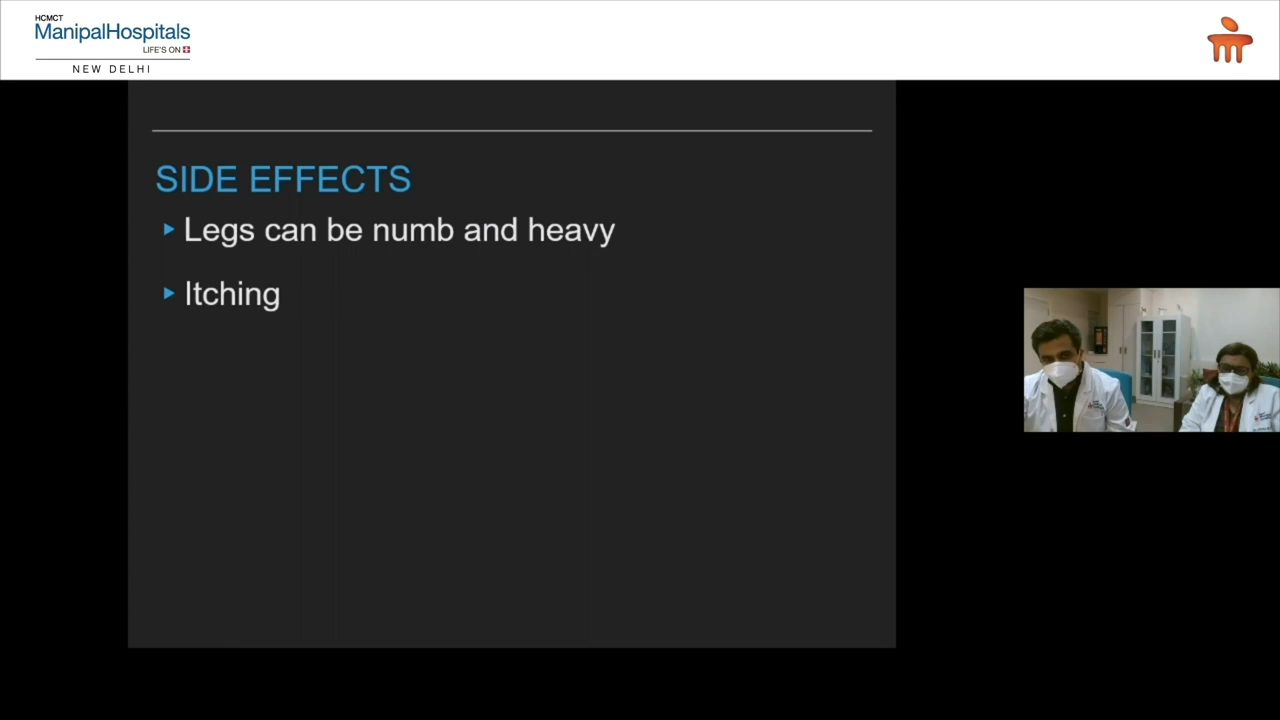 HCMCT
ManipalHospitals
LIFE'S ON
NEW DELHI
SIDE EFFECTS
Legs can be numb and heavy
Itching